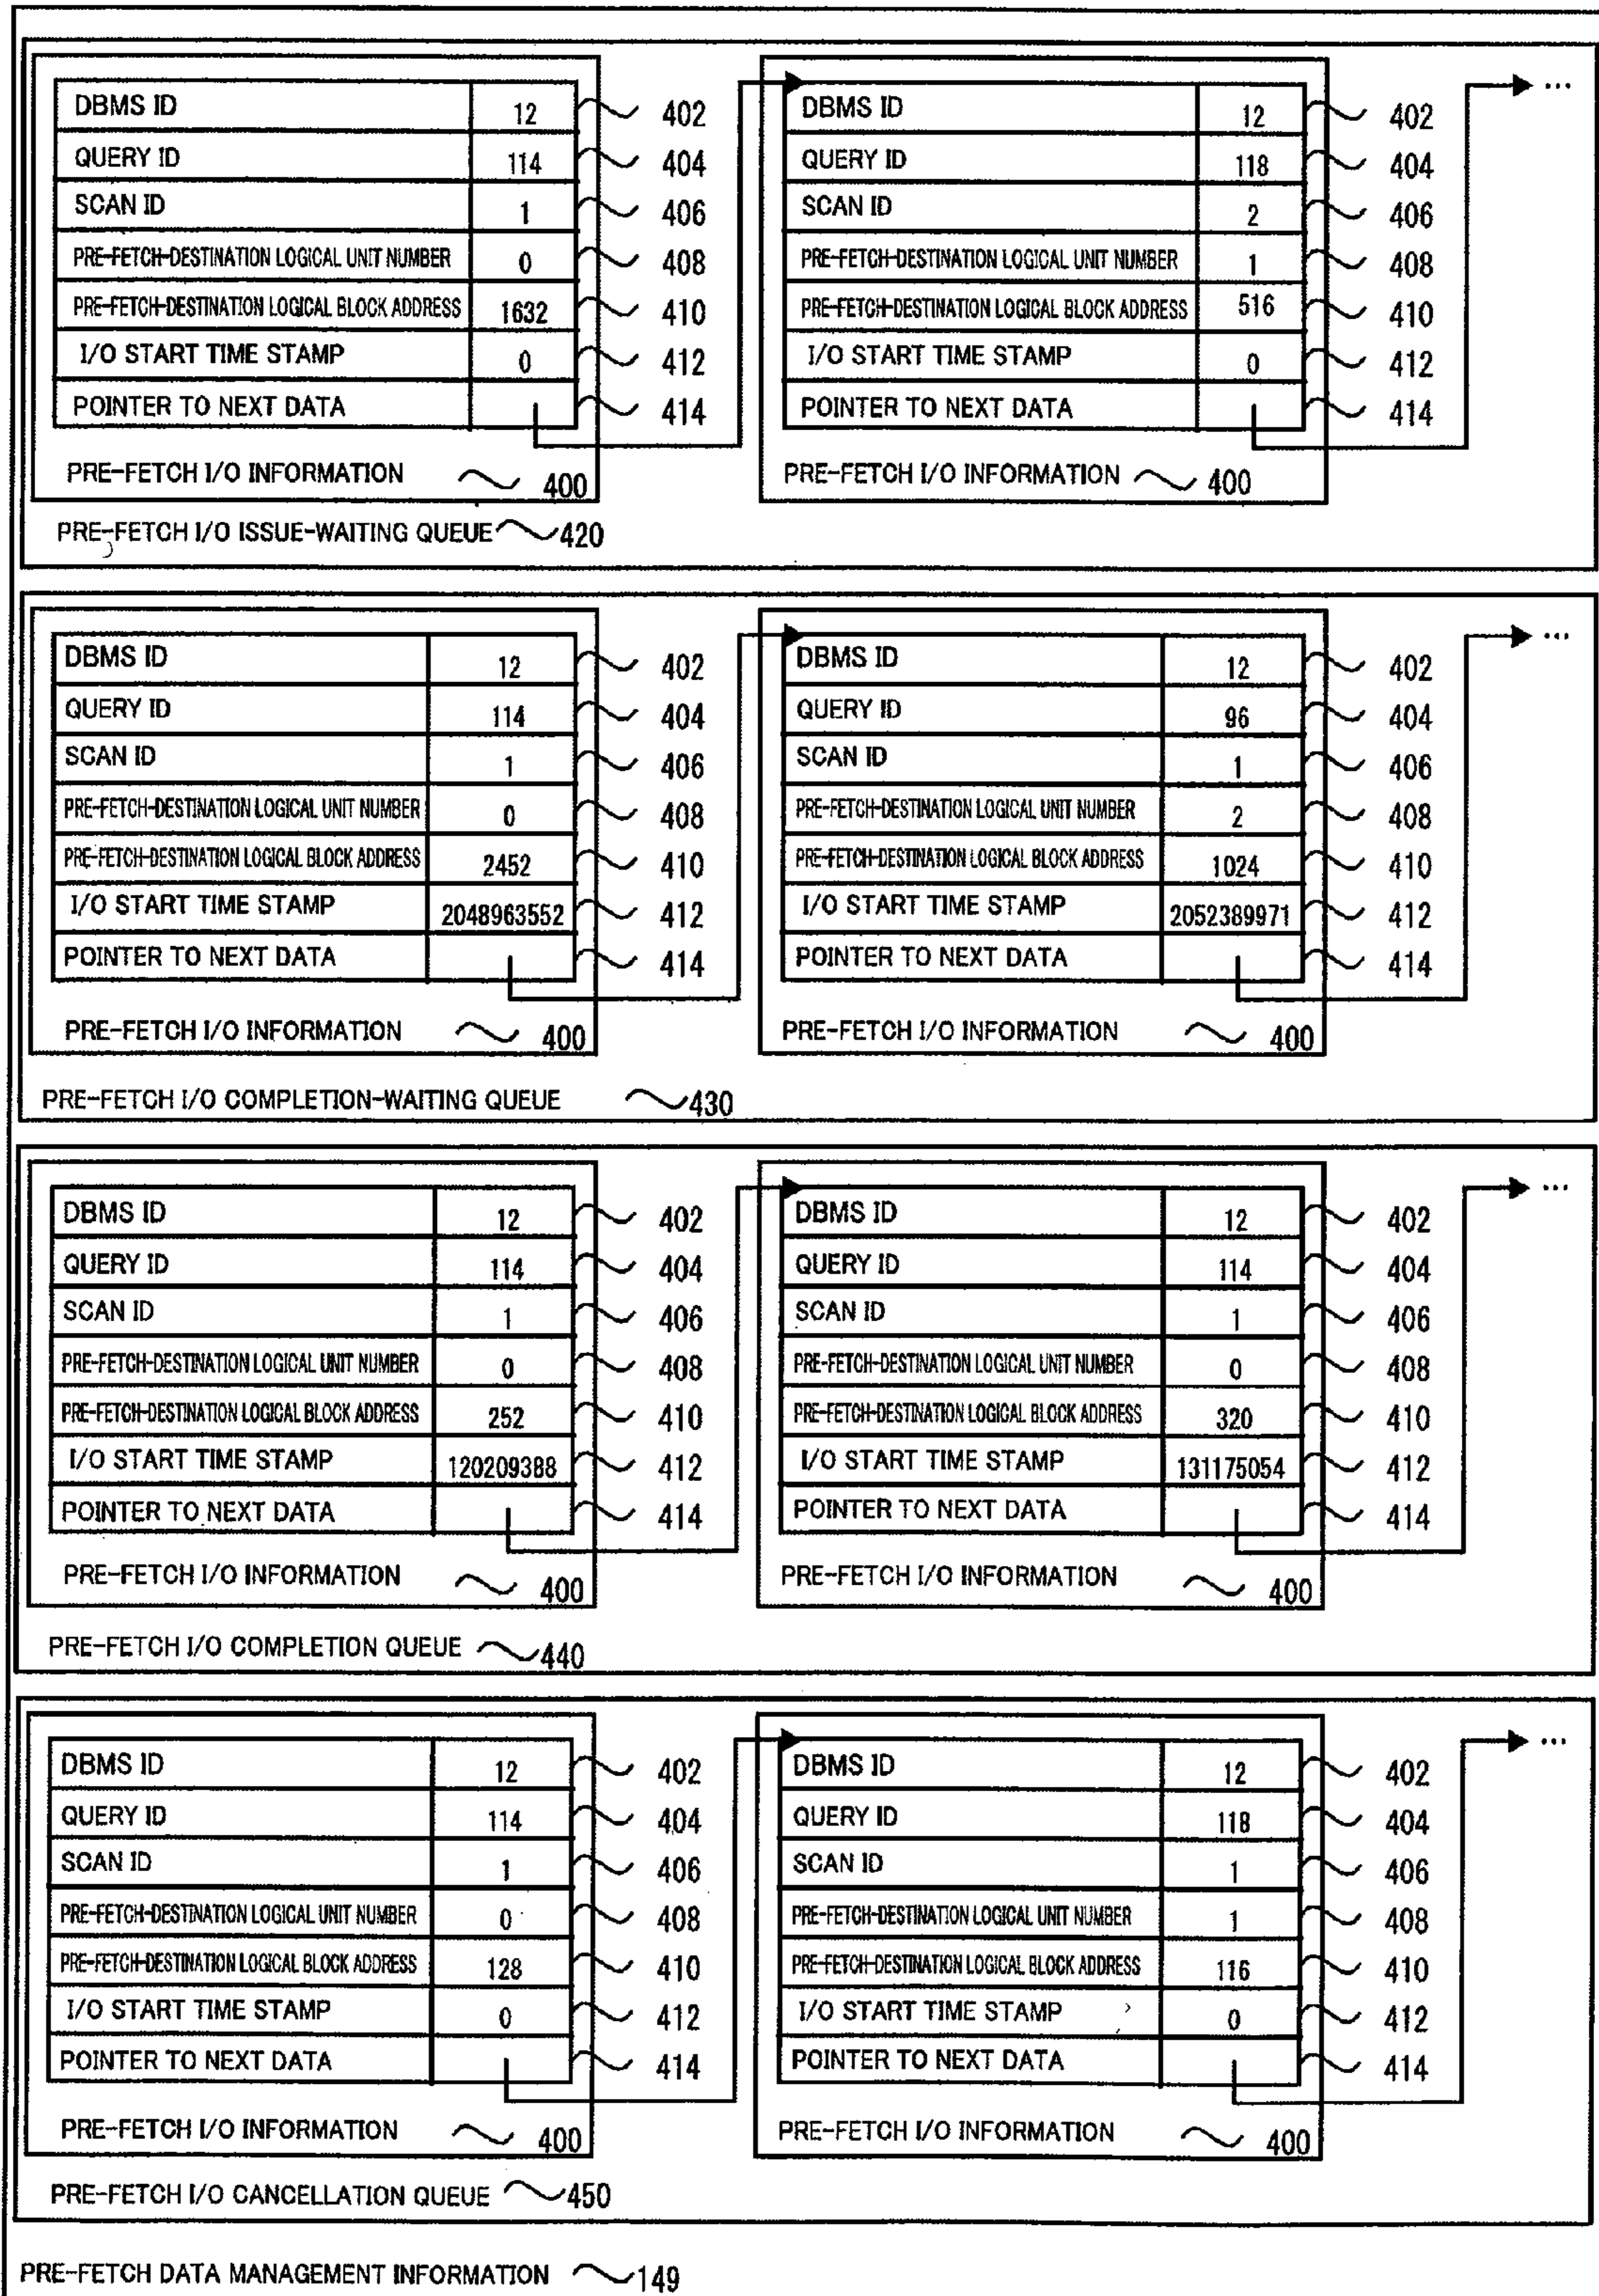 DBMS ID 12 402 DBMS ID 12 402 ...
QUERY ID 114 404 QUERY ID 118 404
SCAN ID 1 406 SCAN ID 2 406
PRE-FETCH-DESTINATION LOGICAL UNIT NUMBER 0 408 PRE-FETCH-DESTINATION LOGICAL UNIT NUMBER 1 408
PRE-FETCH-DESTINATION LOGICAL BLOCK ADDRESS 1632 410 PRE-FETCH-DESTINATION LOGICAL BLOCK ADDRESS 516 410
I/O START TIME STAMP 0 412 I/O START TIME STAMP 0 412
POINTER TO NEXT DATA 414 POINTER TO NEXT DATA 414
PRE-FETCH I/O INFORMATION 400 PRE-FETCH I/O INFORMATION 400
PRE-FETCH I/O ISSUE-WAITING QUEUE 420
DBMS ID 12 402 DBMS ID 12 402 ...
QUERY ID 114 404 QUERY ID 96 404
SCAN ID 1 406 SCAN ID 1 406
PRE-FETCH-DESTINATION LOGICAL UNIT NUMBER 0 408 PRE-FETCH-DESTINATION LOGICAL UNIT NUMBER 2 408
PRE-FETCH-DESTINATION LOGICAL BLOCK ADDRESS 2452 410 PRE-FETCH-DESTINATION LOGICAL BLOCK ADDRESS 1024 410
I/O START TIME STAMP 2048963552 412 I/O START TIME STAMP 2052389971 412
POINTER TO NEXT DATA 414 POINTER TO NEXT DATA 414
PRE-FETCH I/O INFORMATION 400 PRE-FETCH I/O INFORMATION 400
PRE-FETCH I/O COMPLETION-WAITING QUEUE 430
DBMS ID 12 402 DBMS ID 12 402 ...
QUERY ID 114 404 QUERY ID 114 404
SCAN ID 1 406 SCAN ID 1 406
PRE-FETCH-DESTINATION LOGICAL UNIT NUMBER 0 408 PRE-FETCH-DESTINATION LOGICAL UNIT NUMBER 0 408
PRE-FETCH-DESTINATION LOGICAL BLOCK ADDRESS 252 410 PRE-FETCH-DESTINATION LOGICAL BLOCK ADDRESS 320 410
I/O START TIME STAMP 120209388 412 I/O START TIME STAMP 131175054 412
POINTER TO NEXT DATA 414 POINTER TO NEXT DATA 414
PRE-FETCH I/O INFORMATION 400 PRE-FETCH I/O INFORMATION 400
PRE-FETCH I/O COMPLETION QUEUE 440
DBMS ID 12 402 DBMS ID 12 402 ...
QUERY ID 114 404 QUERY ID 118 404
SCAN ID 1 406 SCAN ID 1 406
PRE-FETCH-DESTINATION LOGICAL UNIT NUMBER 0 408 PRE-FETCH-DESTINATION LOGICAL UNIT NUMBER 1 408
PRE-FETCH-DESTINATION LOGICAL BLOCK ADDRESS 128 410 PRE-FETCH-DESTINATION LOGICAL BLOCK ADDRESS 116 410
I/O START TIME STAMP 0 412 I/O START TIME STAMP 0 412
POINTER TO NEXT DATA 414 POINTER TO NEXT DATA 414
PRE-FETCH I/O INFORMATION 400 PRE-FETCH I/O INFORMATION 400
PRE-FETCH I/O CANCELLATION QUEUE 450
PRE-FETCH DATA MANAGEMENT INFORMATION 149